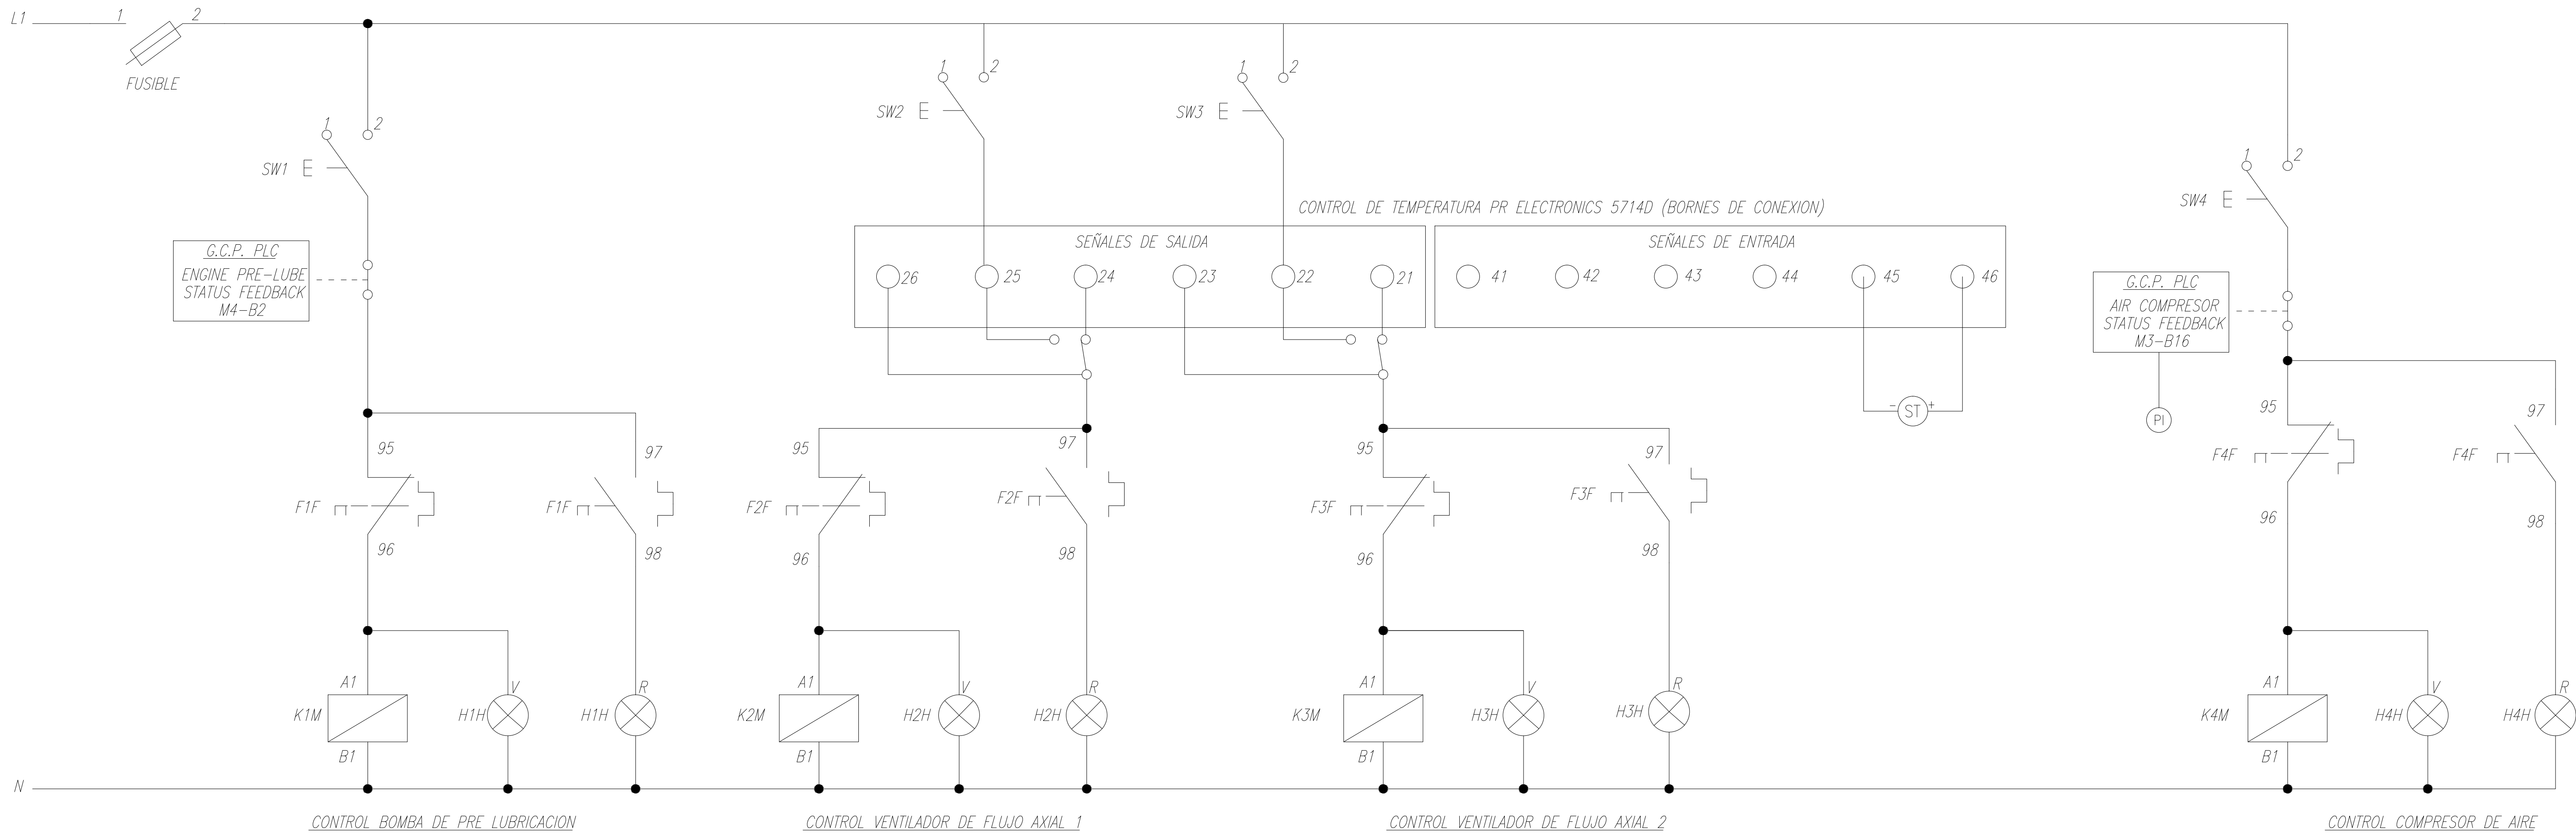 L1
1
2
FUSIBLE
1
2
SW1
G.C.P. PLC
ENGINE PRE-LUBE
STATUS FEEDBACK
M4-B2
1
2
SW2
1
2
SW3
1
2
SW4
CONTROL DE TEMPERATURA PR ELECTRONICS 5714D (BORNES DE CONEXION)
SEÑALES DE SALIDA
26
25
24
23
22
21
SEÑALES DE ENTRADA
41
42
43
44
45
46
- ST +
G.C.P. PLC
AIR COMPRESOR
STATUS FEEDBACK
M3-B16
PI
95
F1F
96
97
F1F
98
95
F2F
96
97
F2F
98
95
F3F
96
97
F3F
98
95
F4F
96
97
F4F
98
A1
K1M
B1
V
H1H
R
H1H
A1
K2M
B1
V
H2H
R
H2H
A1
K3M
B1
V
H3H
R
H3H
A1
K4M
B1
V
H4H
R
H4H
N
CONTROL BOMBA DE PRE LUBRICACION
CONTROL VENTILADOR DE FLUJO AXIAL 1
CONTROL VENTILADOR DE FLUJO AXIAL 2
CONTROL COMPRESOR DE AIRE